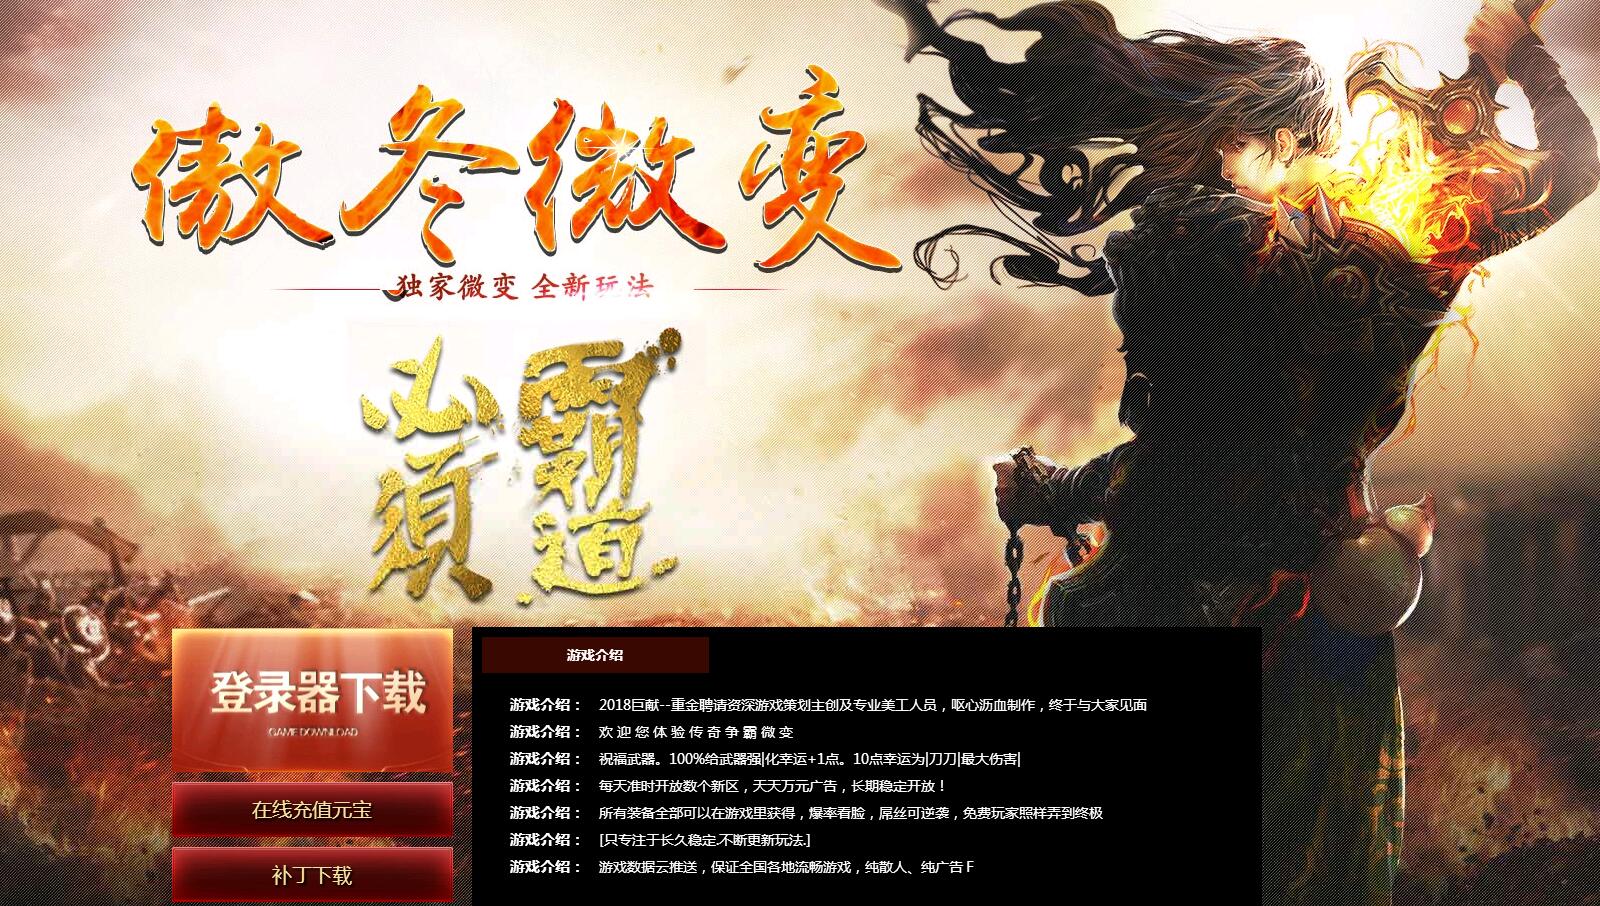 傲冬微变
独家微变 全新玩法
必须霸道
登录器下载
GAME DOWNLOAD
在线充值元宝
补丁下载
游戏介绍
游戏介绍： 2018巨献--重金聘请资深游戏策划主创及专业美工人员，呕心沥血制作，终于与大家见面
游戏介绍： 欢 迎 您 体 验 传 奇 争 霸 微 变
游戏介绍： 祝福武器。100%给武器强|化幸运+1点。10点幸运为|刀刀|最大伤害|
游戏介绍： 每天准时开放数个新区，天天万元广告，长期稳定开放！
游戏介绍： 所有装备全部可以在游戏里获得，爆率看脸，屌丝可逆袭，免费玩家照样弄到终极
游戏介绍： [只专注于长久稳定.不断更新玩法.]
游戏介绍： 游戏数据云推送，保证全国各地流畅游戏，纯散人、纯广告 F